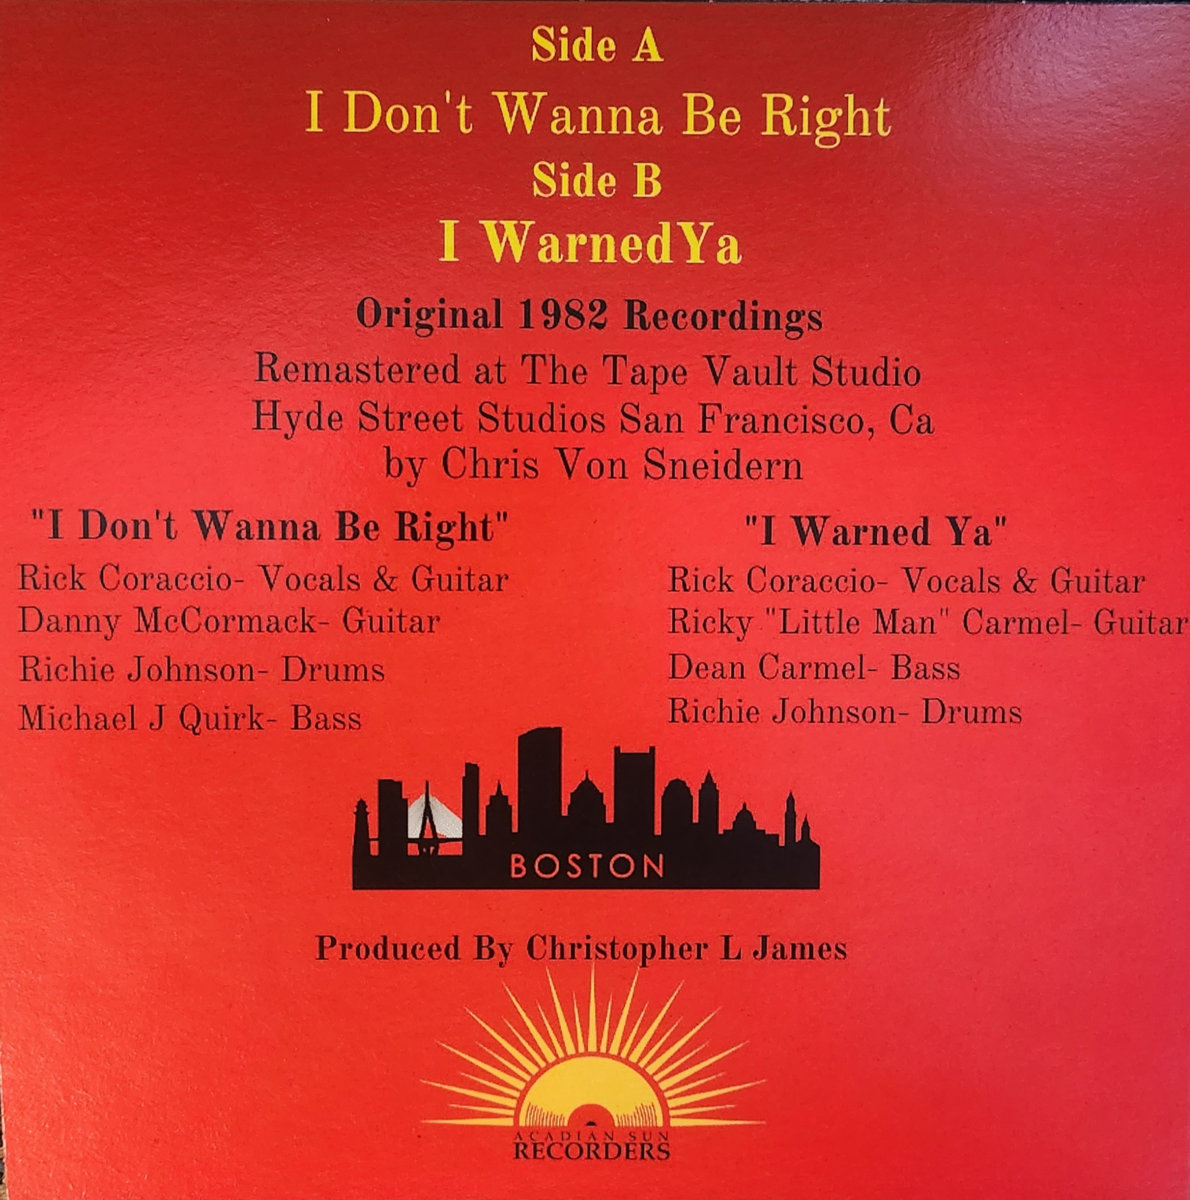 Side A
I Don't Wanna Be Right
Side B
I WarnedYa
Original 1982 Recordings
Remastered at The Tape Vault Studio
Hyde Street Studios San Francisco, Ca
by Chris Von Sneidern
"I Don't Wanna Be Right"
Rick Coraccio- Vocals & Guitar
Danny McCormack- Guitar
Richie Johnson- Drums
Michael J Quirk- Bass
"I Warned Ya"
Rick Coraccio- Vocals & Guitar
Ricky "Little Man" Carmel- Guitar
Dean Carmel- Bass
Richie Johnson- Drums
BOSTON
Produced By Christopher L James
ACADIAN SUN
RECORDERS